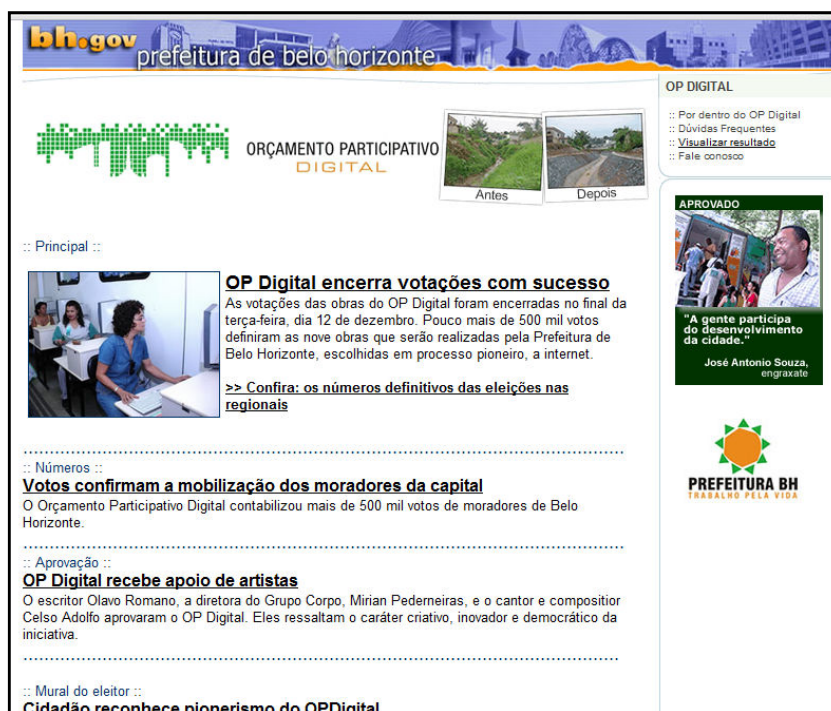 bh.gov
prefeitura de belo horizonte
ORÇAMENTO PARTICIPATIVO
DIGITAL
Antes
Depois
:: Principal ::
OP Digital encerra votações com sucesso
As votações das obras do OP Digital foram encerradas no final da
terça-feira, dia 12 de dezembro. Pouco mais de 500 mil votos
definiram as nove obras que serão realizadas pela Prefeitura de
Belo Horizonte, escolhidas em processo pioneiro, a internet.
>> Confira: os números definitivos das eleições nas
regionais
:: Números ::
Votos confirmam a mobilização dos moradores da capital
O Orçamento Participativo Digital contabilizou mais de 500 mil votos de moradores de Belo
Horizonte.
:: Aprovação ::
OP Digital recebe apoio de artistas
O escritor Olavo Romano, a diretora do Grupo Corpo, Mirian Pederneiras, e o cantor e compositior
Celso Adolfo aprovaram o OP Digital. Eles ressaltam o caráter criativo, inovador e democrático da
iniciativa.
:: Mural do eleitor ::
Cidadão reconhece pionerismo do OPDigital
OP DIGITAL
:: Por dentro do OP Digital
:: Dúvidas Frequentes
:: Visualizar resultado
:: Fale conosco
APROVADO
"A gente participa
do desenvolvimento
da cidade."
José Antonio Souza,
engraxate
PREFEITURA BH
TRABALHO PELA VIDA